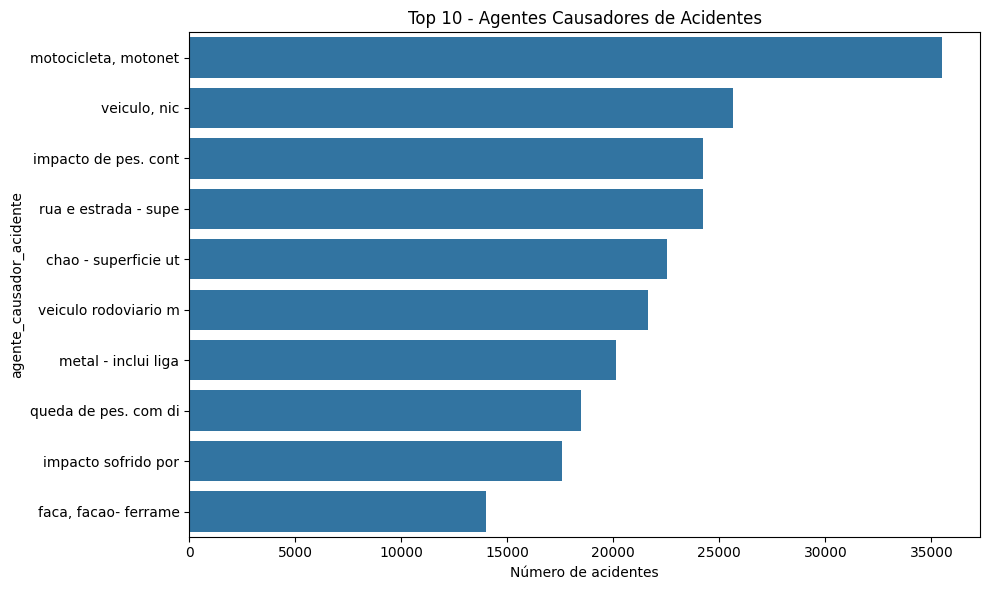 Top 10 - Agentes Causadores de Acidentes
agente_causador_acidente
motocicleta, motonet
veiculo, nic
impacto de pes. cont
rua e estrada - supe
chao - superficie ut
veiculo rodoviario m
metal - inclui liga
queda de pes. com di
impacto sofrido por
faca, facao- ferrame
0 5000 10000 15000 20000 25000 30000 35000
Número de acidentes